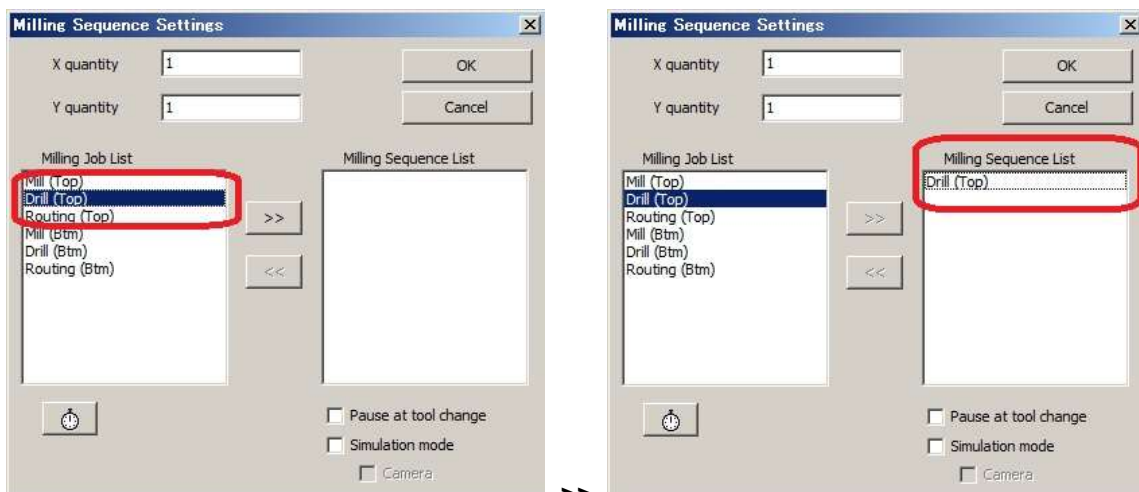 Milling Sequence Settings
X quantity 1 OK
Y quantity 1 Cancel
Milling Job List Milling Sequence List
Mill (Top)
Drill (Top)
Routing (Top)
Mill (Btm)
Drill (Btm)
Routing (Btm)
>>
<<
Pause at tool change
Simulation mode
Camera
>>
Milling Sequence Settings
X quantity 1 OK
Y quantity 1 Cancel
Milling Job List Milling Sequence List
Mill (Top)
Drill (Top)
Routing (Top)
Mill (Btm)
Drill (Btm)
Routing (Btm)
>>
<<
Drill (Top)
Pause at tool change
Simulation mode
Camera